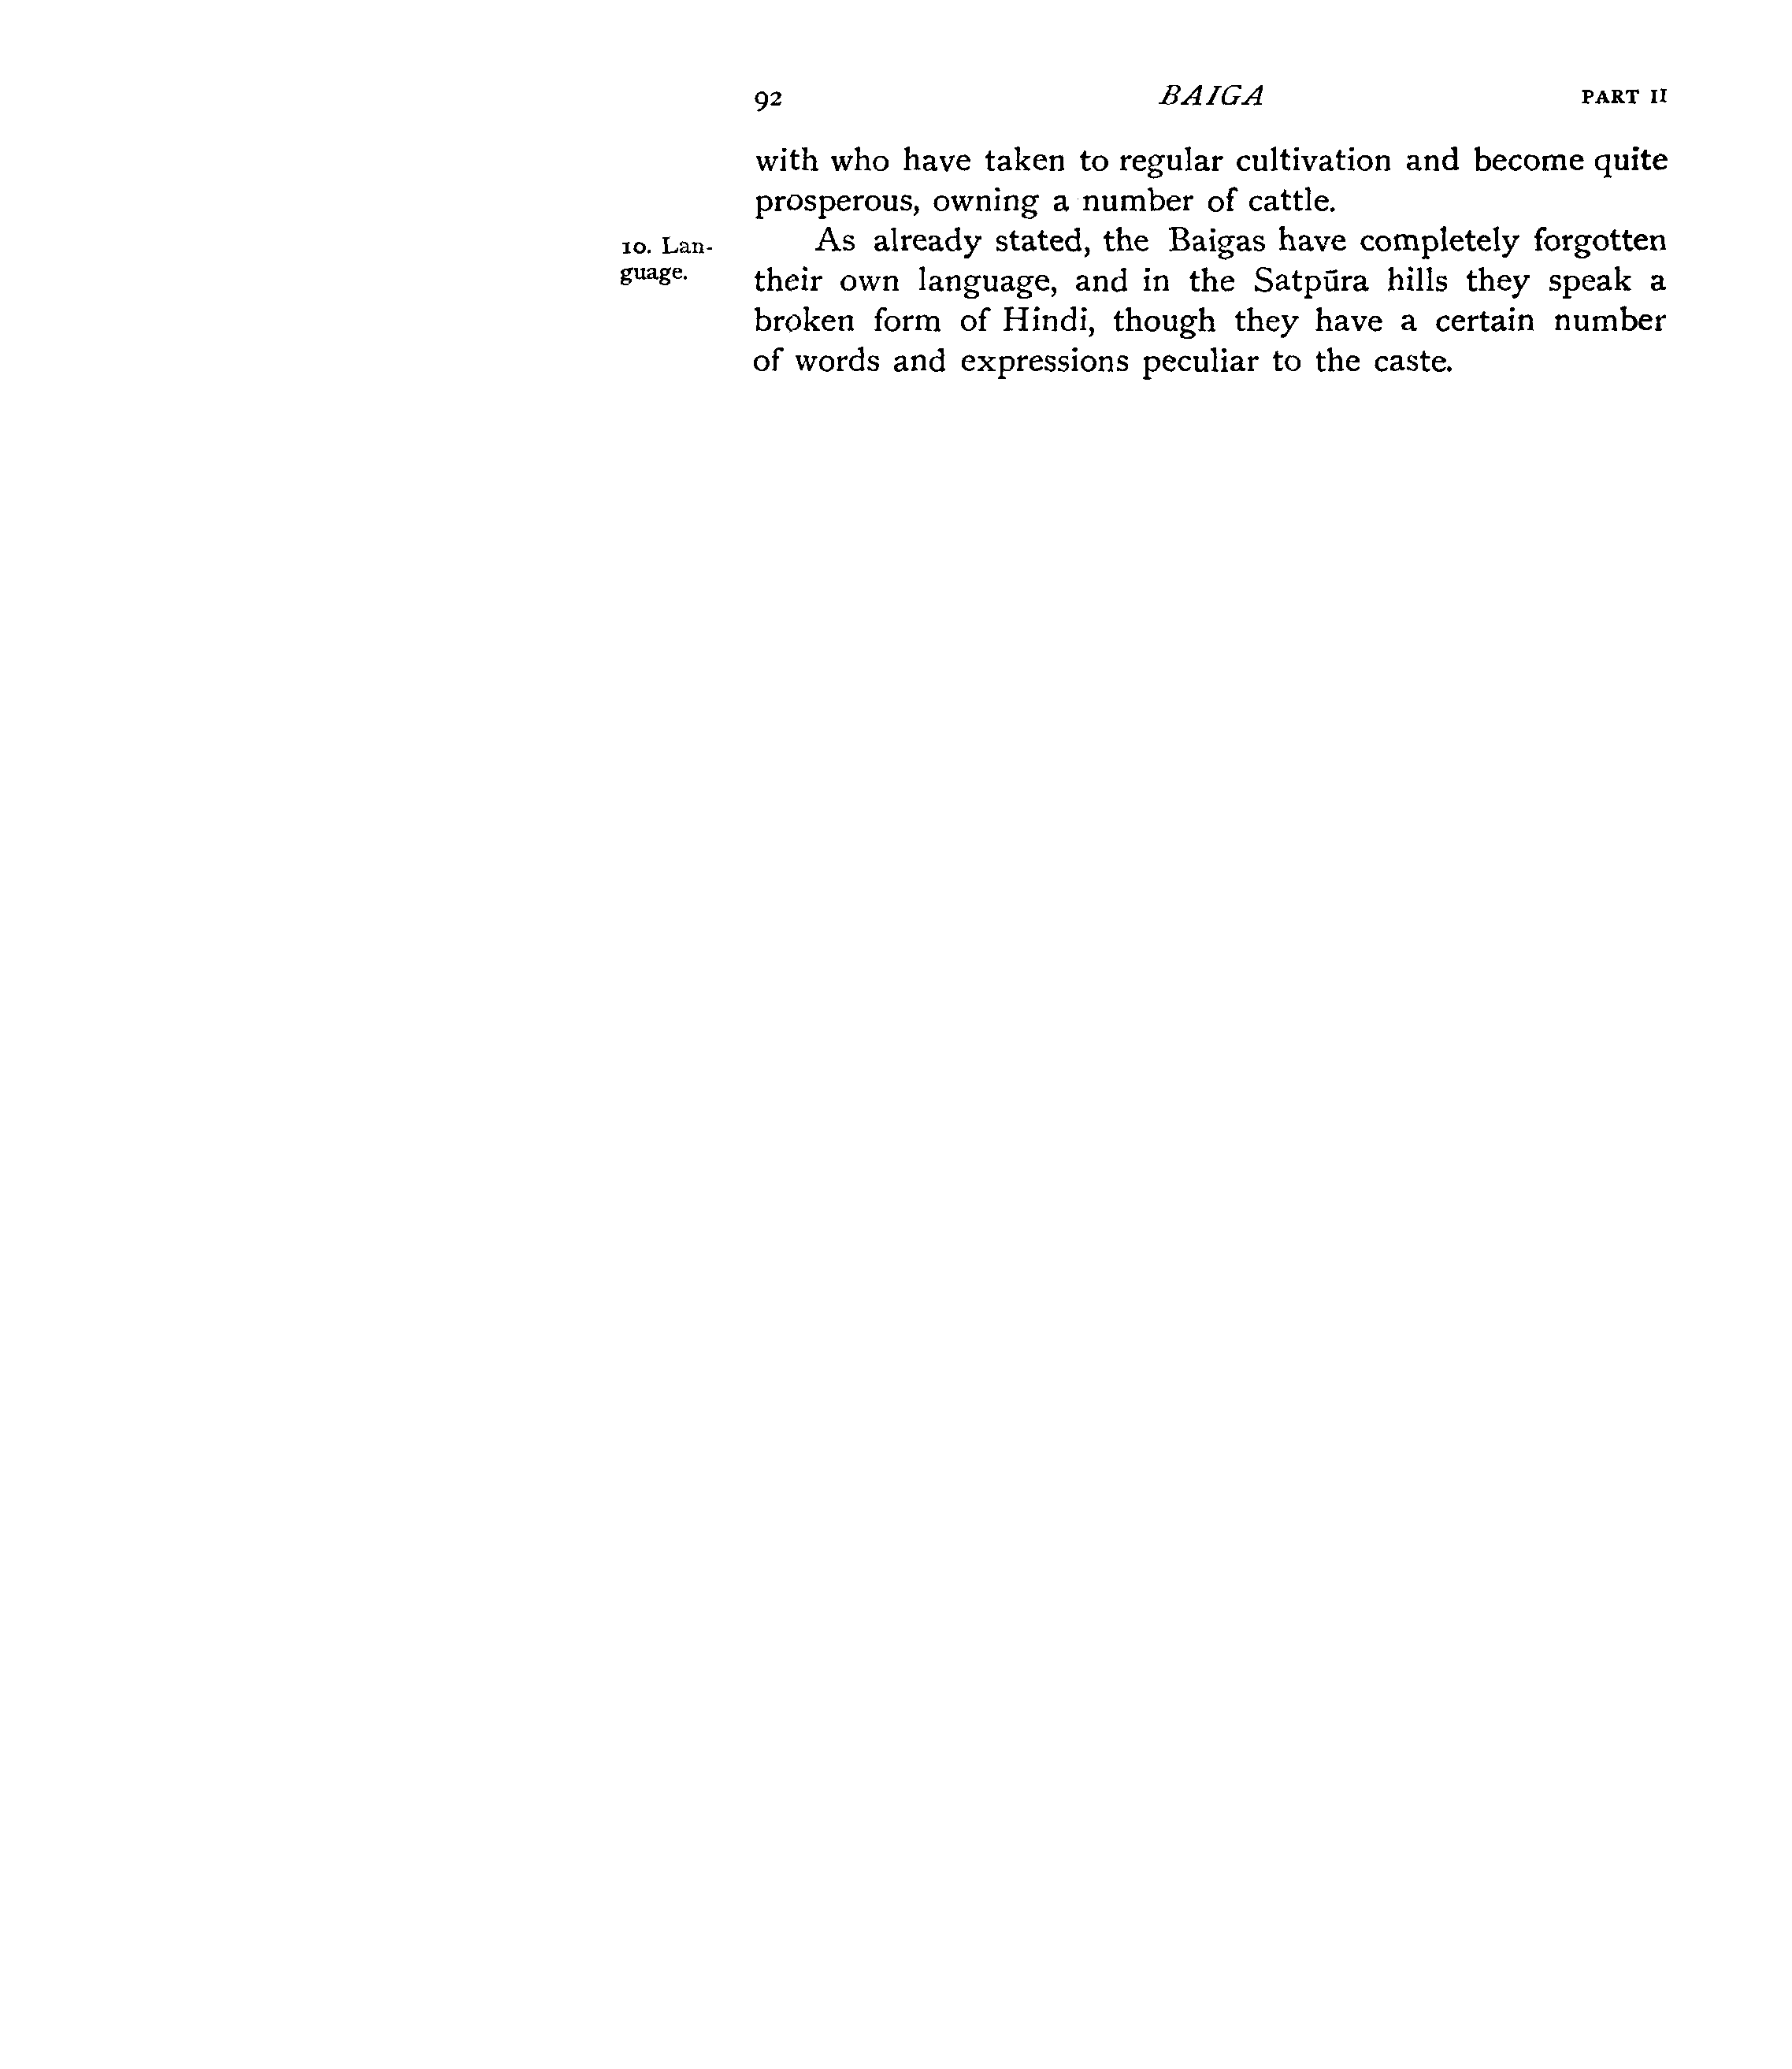 92 BAIGA PART II
with who have taken to regular cultivation and become quite
prosperous, owning a number of cattle.
10. Lan-
guage.
As already stated, the Baigas have completely forgotten
their own language, and in the Satpūra hills they speak a
broken form of Hindi, though they have a certain number
of words and expressions peculiar to the caste.